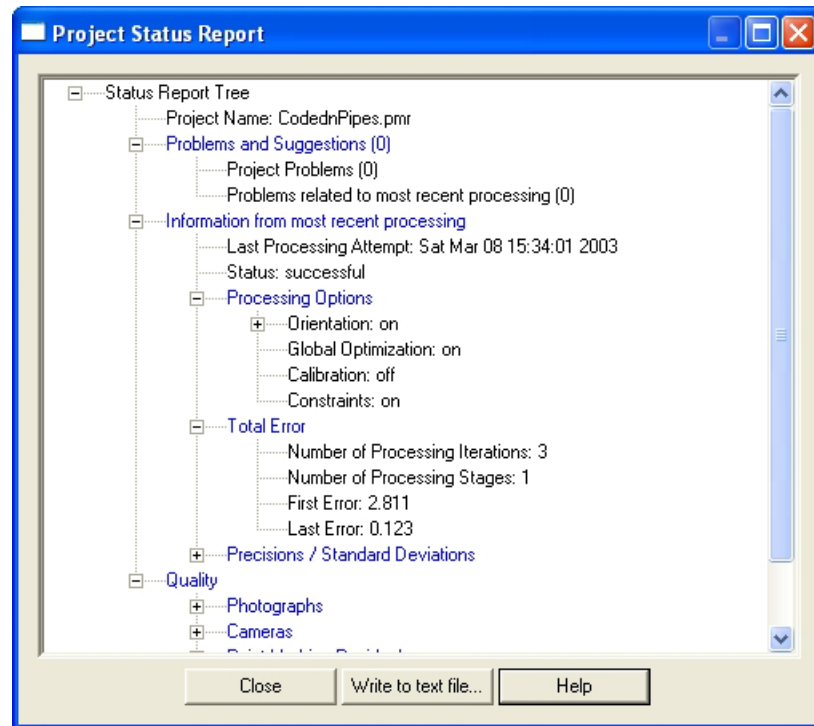 Project Status Report
Status Report Tree
Project Name: CodednPipes.pmr
Problems and Suggestions (0)
Project Problems (0)
Problems related to most recent processing (0)
Information from most recent processing
Last Processing Attempt: Sat Mar 08 15:34:01 2003
Status: successful
Processing Options
Orientation: on
Global Optimization: on
Calibration: off
Constraints: on
Total Error
Number of Processing Iterations: 3
Number of Processing Stages: 1
First Error: 2.811
Last Error: 0.123
Precisions / Standard Deviations
Quality
Photographs
Cameras
Close Write to text file... Help